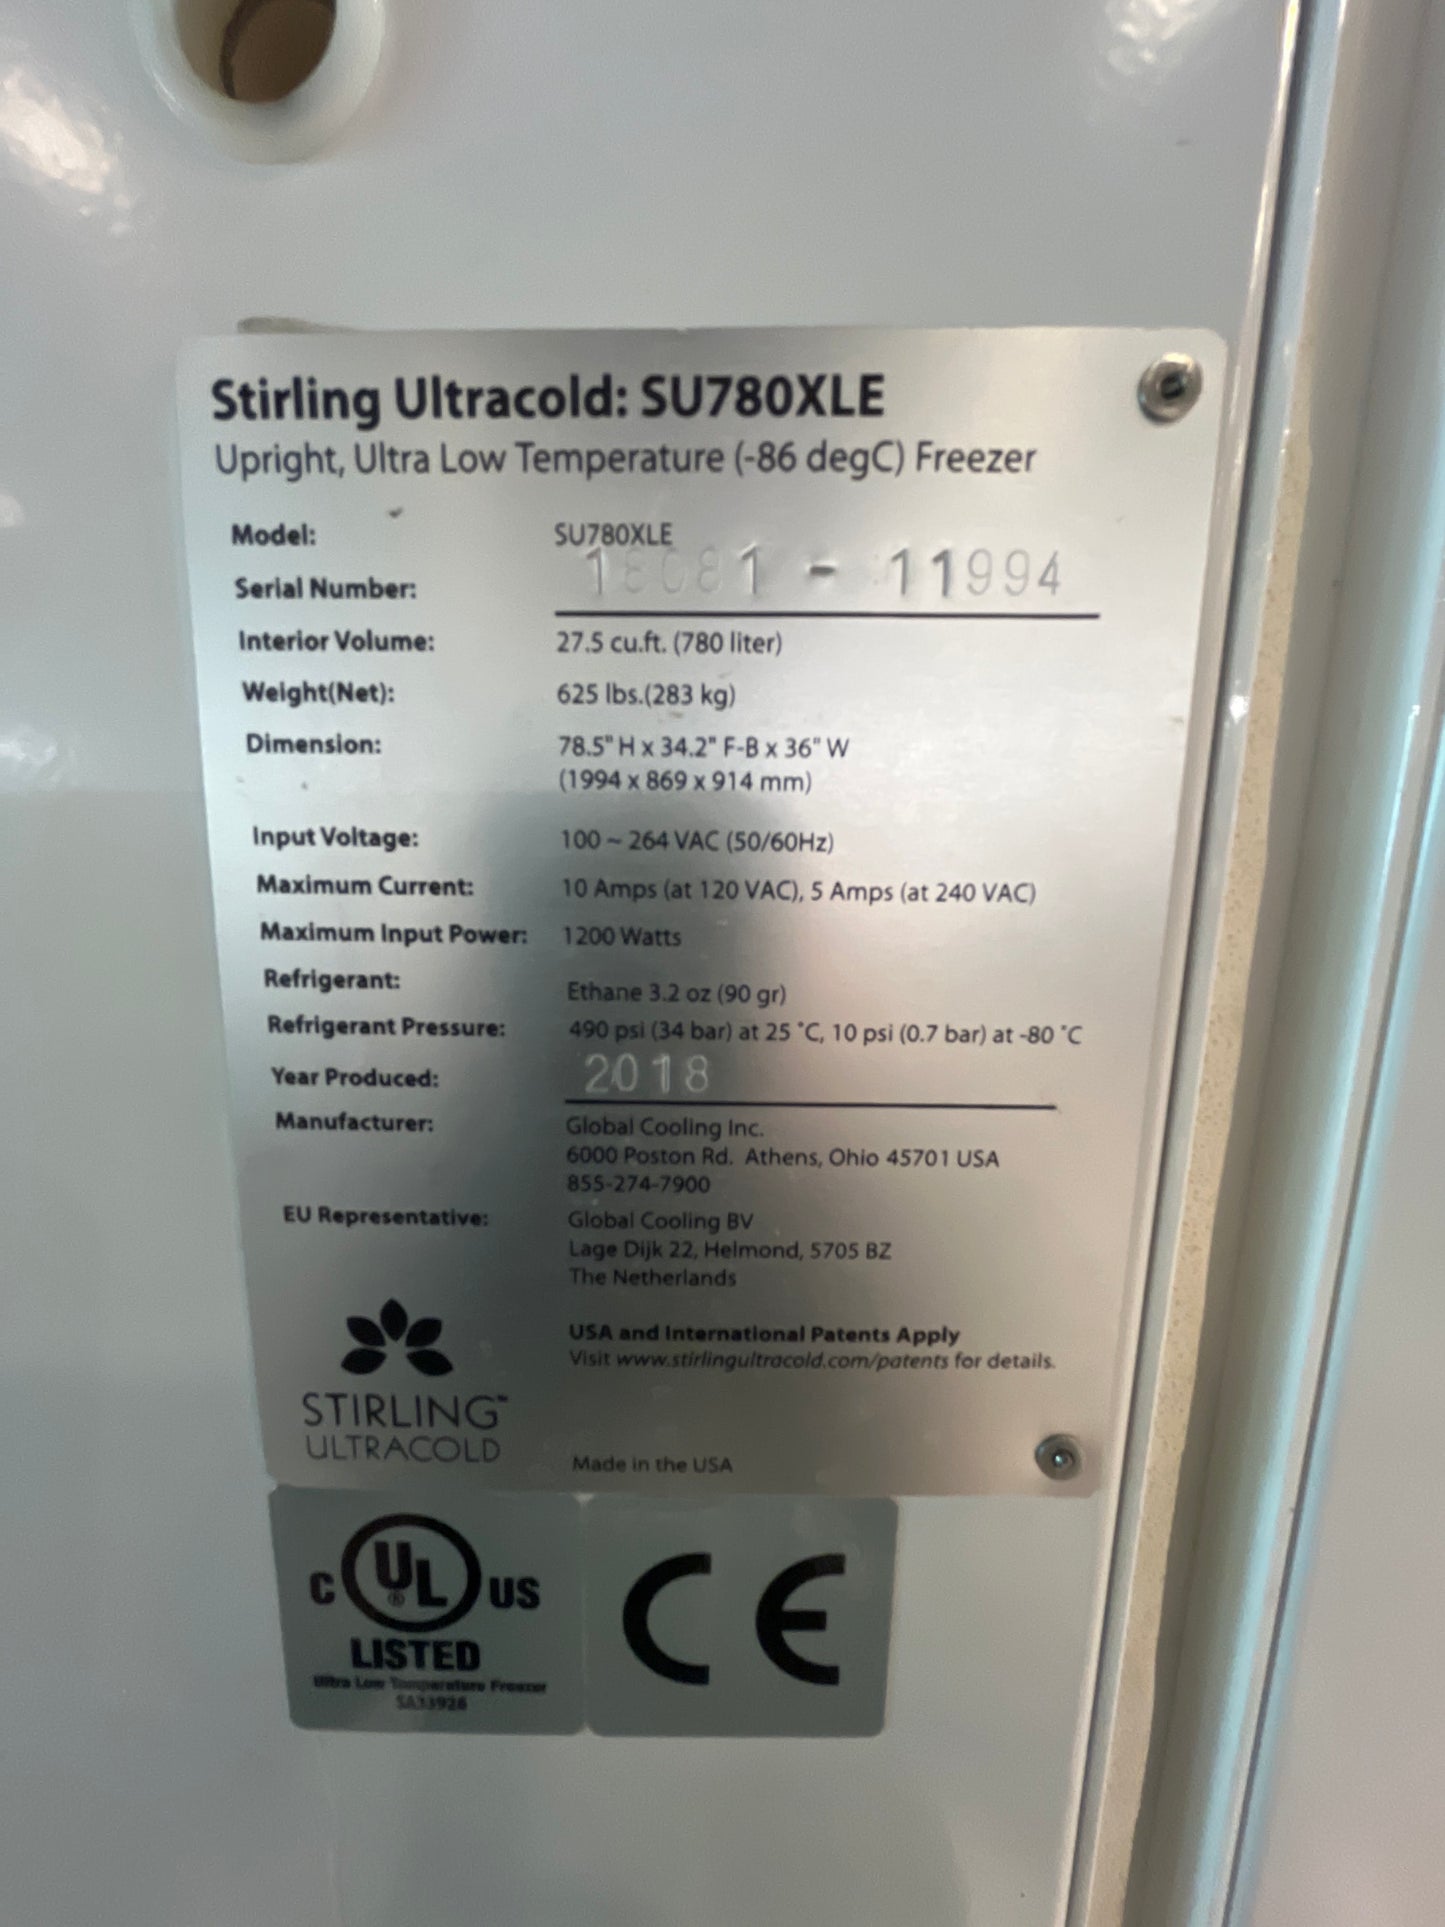 Stirling Ultracold: SU780XLE
Upright, Ultra Low Temperature (-86 degC) Freezer
Model: SU780XLE
Serial Number: 18081 - 11994
Interior Volume: 27.5 cu.ft. (780 liter)
Weight(Net): 625 lbs.(283 kg)
Dimension: 78.5" H x 34.2" F-B x 36" W
(1994 x 869 x 914 mm)
Input Voltage: 100 ~ 264 VAC (50/60Hz)
Maximum Current: 10 Amps (at 120 VAC), 5 Amps (at 240 VAC)
Maximum Input Power: 1200 Watts
Refrigerant: Ethane 3.2 oz (90 gr)
Refrigerant Pressure: 490 psi (34 bar) at 25 °C, 10 psi (0.7 bar) at -80 °C
Year Produced: 2018
Manufacturer: Global Cooling Inc.
6000 Poston Rd. Athens, Ohio 45701 USA
855-274-7900
EU Representative: Global Cooling BV
Lage Dijk 22, Helmond, 5705 BZ
The Netherlands
USA and International Patents Apply
Visit www.stirlingultracold.com/patents for details.
STIRLING™
ULTRACOLD
Made in the USA
C UL® US
LISTED
Ultra Low Temperature Freezer
SA33926
CE